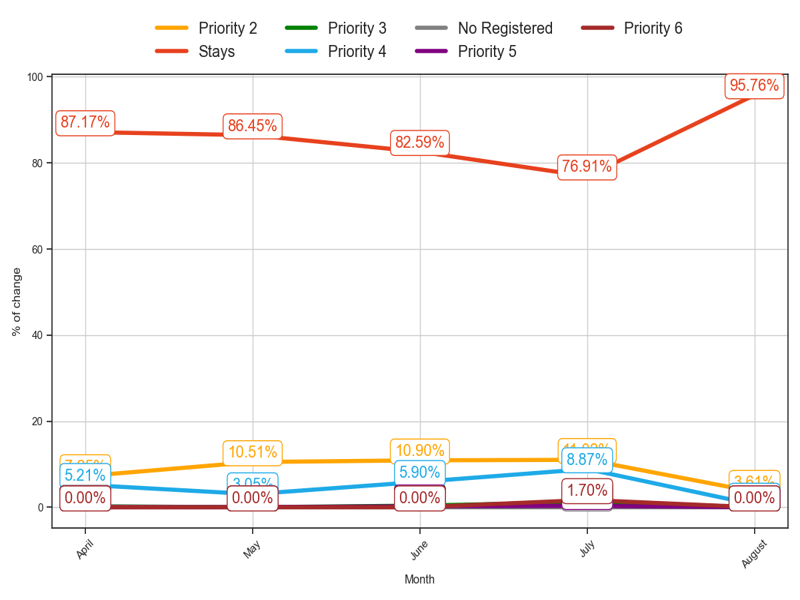 Priority 2 Priority 3 No Registered Priority 6
Stays Priority 4 Priority 5
100
80
60
40
20
0
% of change
87.17%
86.45%
82.59%
76.91%
95.76%
10.51%
10.90%
5.21%
3.05%
5.90%
8.87%
3.61%
0.00%
0.00%
0.00%
1.70%
0.00%
April
May
June
July
August
Month